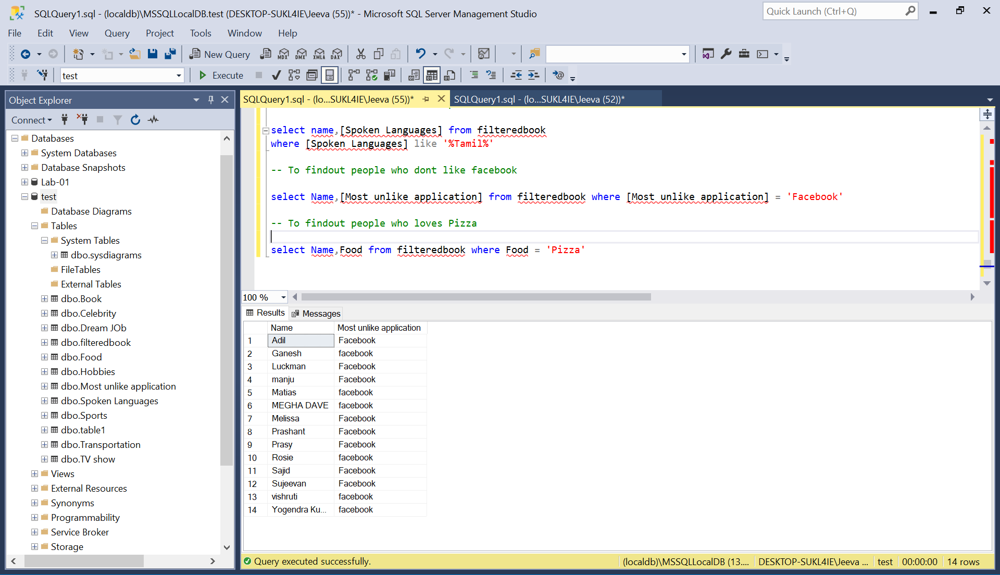 SQLQuery1.sql - (localdb)\MSSQLLocalDB.test (DESKTOP-SUKL4IE\Jeeva (55))* - Microsoft SQL Server Management Studio
Quick Launch (Ctrl+Q)
File Edit View Query Project Tools Window Help
New Query MDX DMX XMLA DAX
test Execute
Object Explorer
SQLQuery1.sql - (lo...SUKL4IE\Jeeva (55))* SQLQuery1.sql - (lo...SUKL4IE\Jeeva (52))*
Connect
Databases
System Databases
Database Snapshots
Lab-01
test
Database Diagrams
Tables
System Tables
dbo.sysdiagrams
FileTables
External Tables
dbo.Book
dbo.Celebrity
dbo.Dream JOb
dbo.filteredbook
dbo.Food
dbo.Hobbies
dbo.Most unlike application
dbo.Spoken Languages
dbo.Sports
dbo.table1
dbo.Transportation
dbo.TV show
Views
External Resources
Synonyms
Programmability
Service Broker
Storage
select name,[Spoken Languages] from filteredbook
where [Spoken Languages] like '%Tamil%'
-- To findout people who dont like facebook
select Name,[Most unlike application] from filteredbook where [Most unlike application] = 'Facebook'
-- To findout people who loves Pizza
select Name,Food from filteredbook where Food = 'Pizza'
100 %
Results Messages
Name Most unlike application
1 Adil Facebook
2 Ganesh facebook
3 Luckman Facebook
4 manju Facebook
5 Matias facebook
6 MEGHA DAVE facebook
7 Melissa Facebook
8 Prashant Facebook
9 Prasy Facebook
10 Rosie facebook
11 Sajid Facebook
12 Sujeevan Facebook
13 vishruti facebook
14 Yogendra Ku... facebook
Query executed successfully. (localdb)\MSSQLLocalDB (13.... DESKTOP-SUKL4IE\Jeeva ... test 00:00:00 14 rows